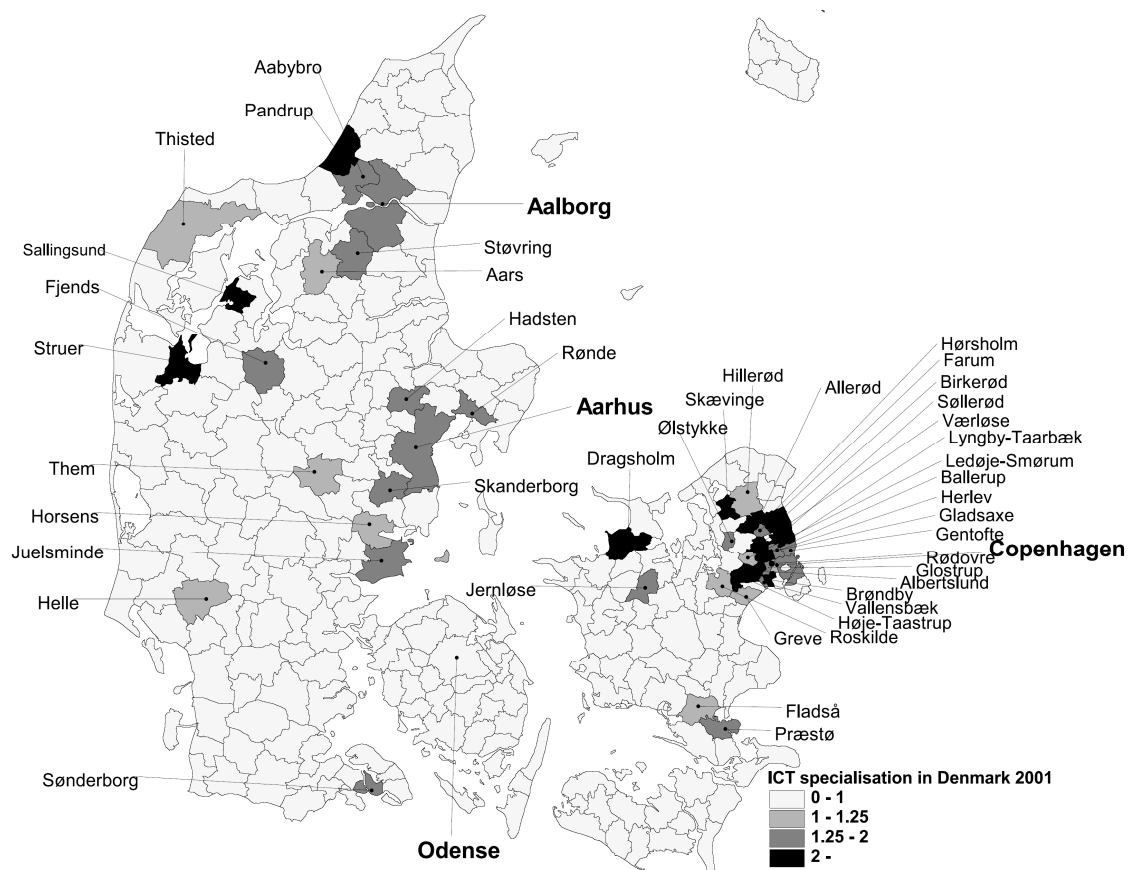 Aabybro
Pandrup
Thisted
Aalborg
Sallingsund
Støvring
Aars
Fjends
Hadsten
Struer
Rønde
Hørsholm
Farum
Hillerød
Allerød
Birkerød
Skævinge
Søllerød
Aarhus
Værløse
Ølstykke
Lyngby-Taarbæk
Dragsholm
Ledøje-Smørum
Them
Ballerup
Skanderborg
Herlev
Horsens
Gladsaxe
Gentofte
Juelsminde
Copenhagen
Rødovre
Glostrup
Albertslund
Jernløse
Brøndby
Helle
Vallensbæk
Høje-Taastrup
Greve
Roskilde
Fladså
Præstø
Sønderborg
ICT specialisation in Denmark 2001
0 - 1
1 - 1.25
1.25 - 2
2 -
Odense